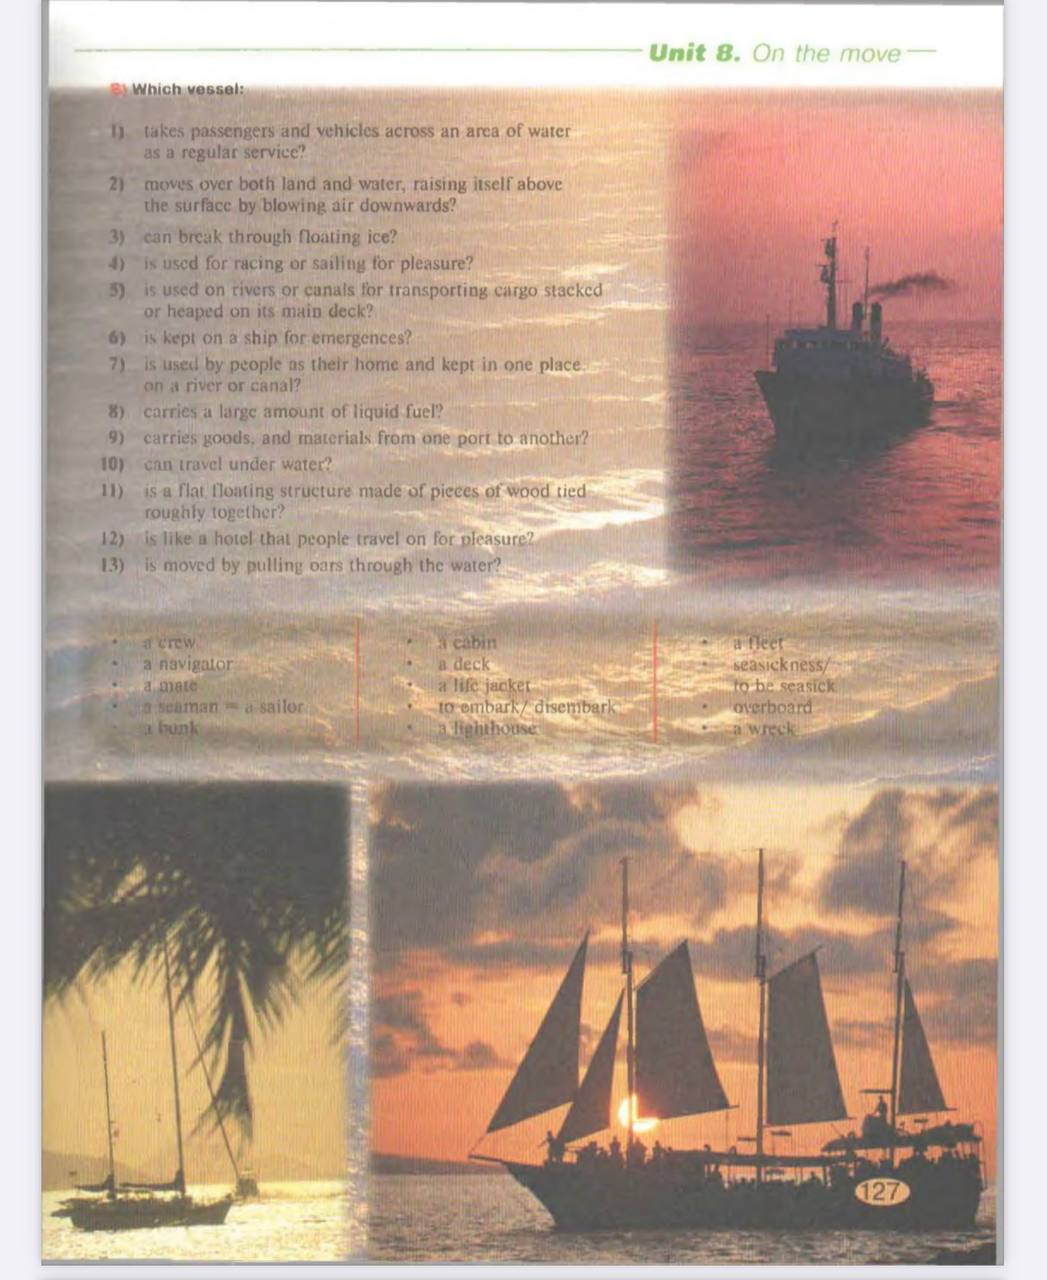 Unit 8. On the move
B) Which vessel:
1) takes passengers and vehicles across an area of water
as a regular service?
2) moves over both land and water, raising itself above
the surface by blowing air downwards?
3) can break through floating ice?
4) is used for racing or sailing for pleasure?
5) is used on rivers or canals for transporting cargo stacked
or heaped on its main deck?
6) is kept on a ship for emergences?
7) is used by people as their home and kept in one place
on a river or canal?
8) carries a large amount of liquid fuel?
9) carries goods, and materials from one port to another?
10) can travel under water?
11) is a flat floating structure made of pieces of wood tied
roughly together?
12) is like a hotel that people travel on for pleasure?
13) is moved by pulling oars through the water?
• a crew
• a navigator
• a mate
• a seaman = a sailor
• a bunk
• a cabin
• a deck
• a life jacket
• to embark/ disembark
• a lighthouse
• a fleet
• seasickness/
to be seasick
• overboard
• a wreck
127